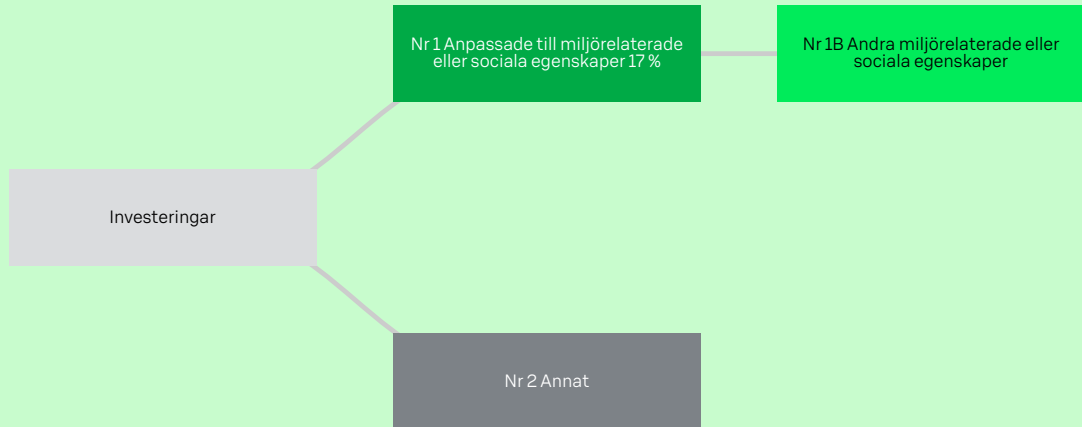 Nr 1 Anpassade till miljörelaterade
eller sociala egenskaper 17 %
Nr 1B Andra miljörelaterade eller
sociala egenskaper
Investeringar
Nr 2 Annat